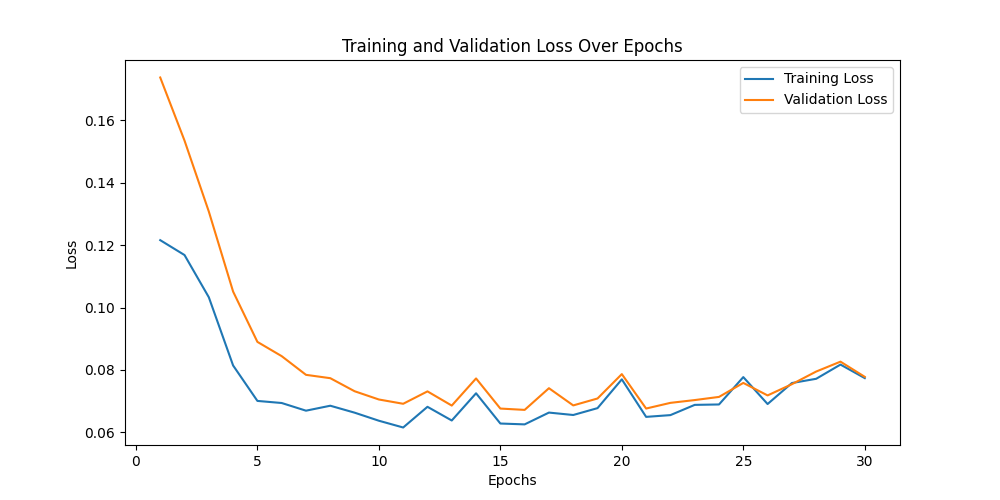 Training and Validation Loss Over Epochs
Training Loss
Validation Loss
0.16
0.14
0.12
0.10
0.08
0.06
Loss
0 5 10 15 20 25 30
Epochs